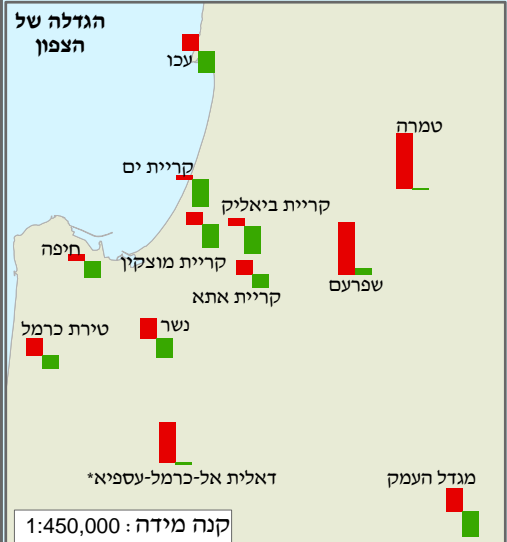 הגדלה של
הצפון
עכו
טמרה
קריית ים
קריית ביאליק
חיפה
קריית מוצקין
שפרעם
קריית אתא
טירת כרמל
נשר
דאלית אל-כרמל-עספיא*
מגדל העמק
קנה מידה : 1:450,000